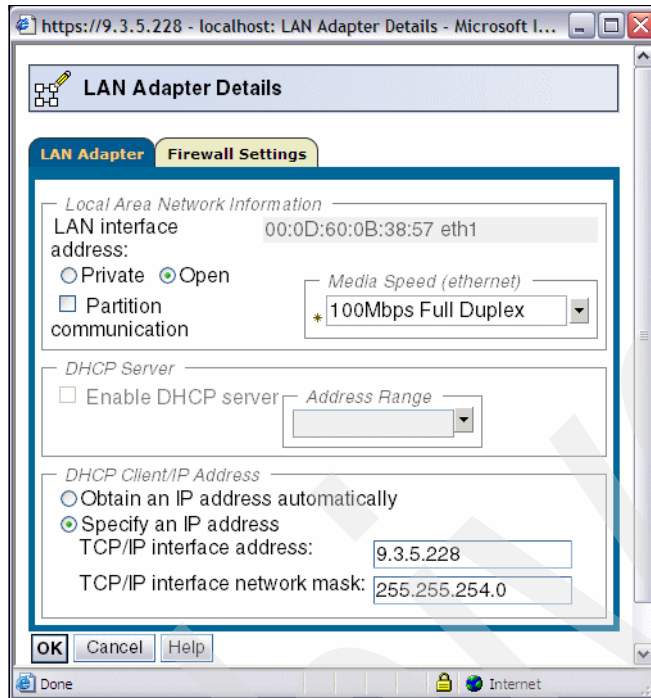 https://9.3.5.228 - localhost: LAN Adapter Details - Microsoft I...
LAN Adapter Details
LAN Adapter
Firewall Settings
Local Area Network Information
LAN interface address:
00:0D:60:0B:38:57 eth1
Private
Open
Partition communication
Media Speed (ethernet)
* 100Mbps Full Duplex
DHCP Server
Enable DHCP server
Address Range
DHCP Client/IP Address
Obtain an IP address automatically
Specify an IP address
TCP/IP interface address:
9.3.5.228
TCP/IP interface network mask:
255.255.254.0
OK
Cancel
Help
Done
Internet